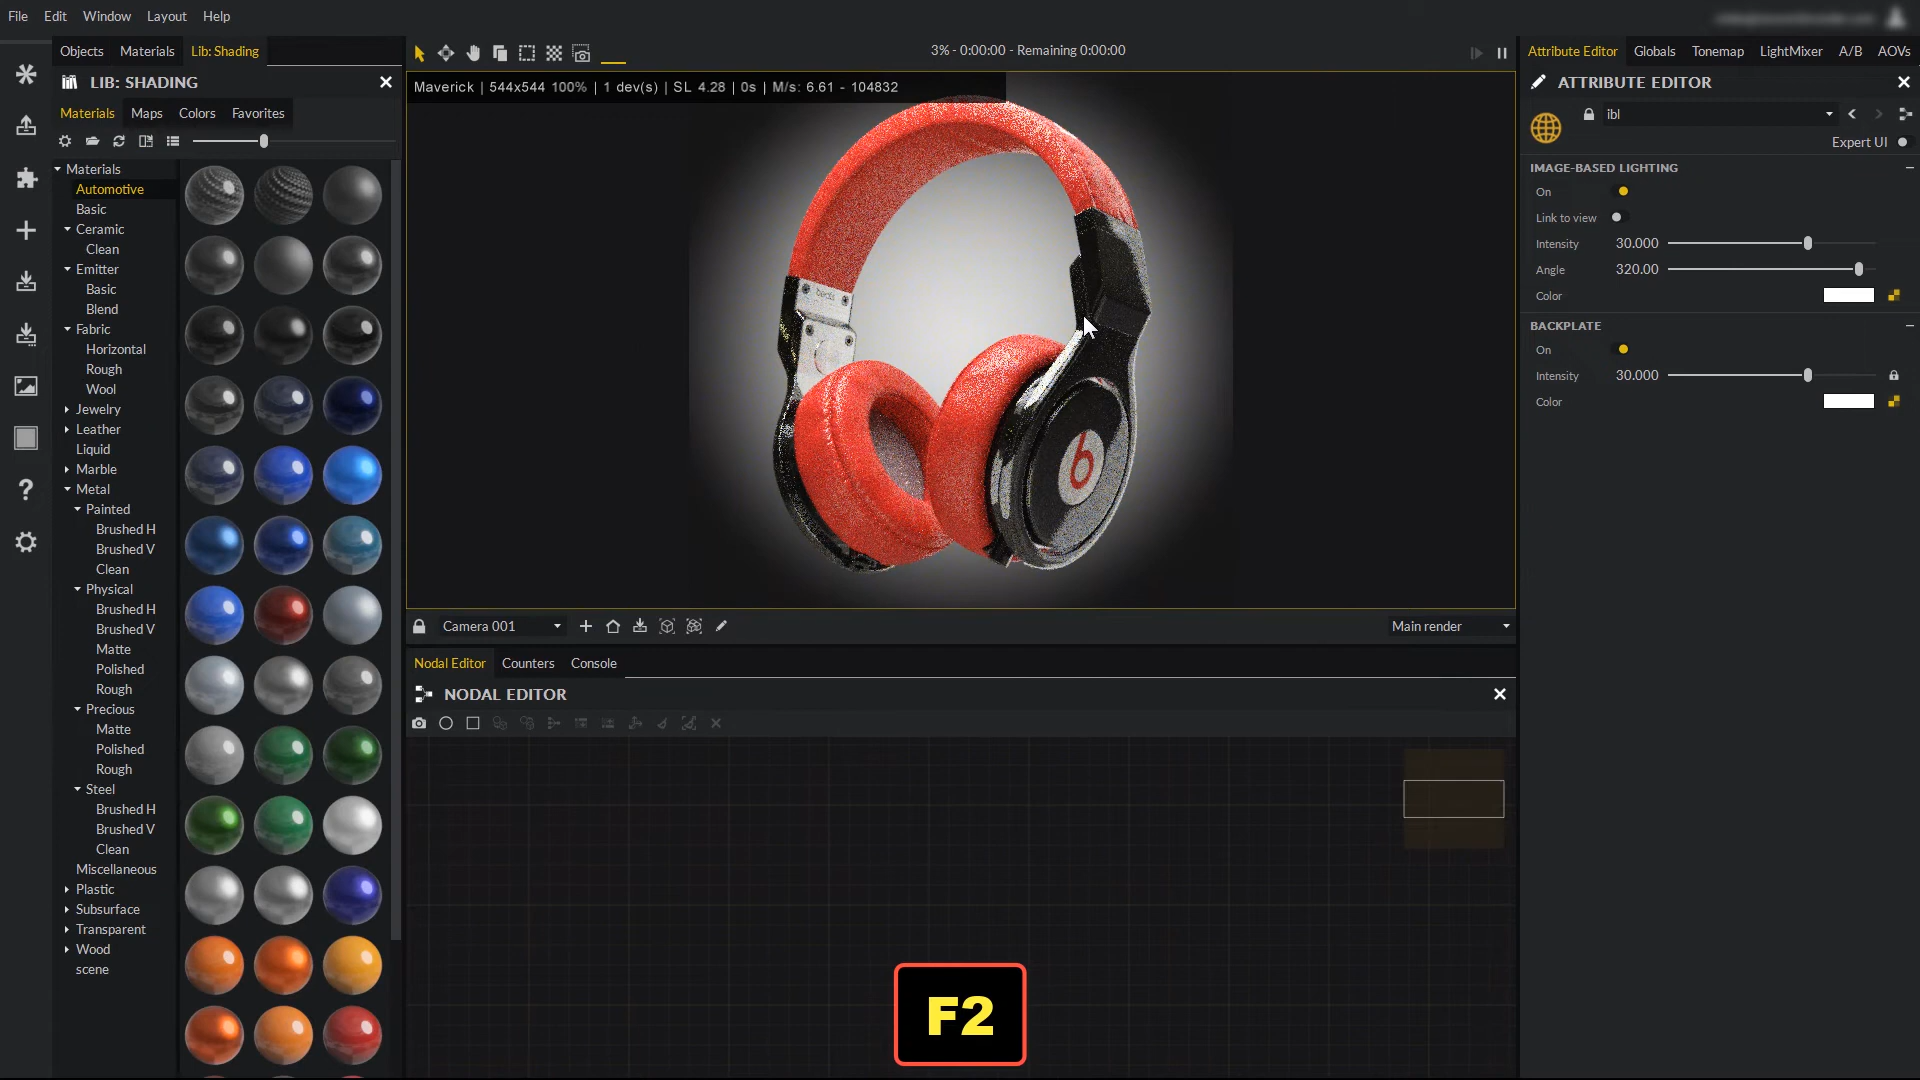 File Edit Window Layout Help
Objects Materials Lib: Shading
LIB: SHADING
Materials Maps Colors Favorites
Materials
Automotive
Basic
Ceramic
Clean
Emitter
Basic
Blend
Fabric
Horizontal
Rough
Wool
Jewelry
Leather
Liquid
Marble
Metal
Painted
Brushed H
Brushed V
Clean
Physical
Brushed H
Brushed V
Matte
Polished
Rough
Precious
Matte
Polished
Rough
Steel
Brushed H
Brushed V
Clean
Miscellaneous
Plastic
Subsurface
Transparent
Wood
scene
3% - 0:00:00 - Remaining 0:00:00
Maverick | 544x544 100% | 1 dev(s) | SL 4.28 | 0s | M/s: 6.61 - 104832
beats
b
Camera 001
Main render
Nodal Editor Counters Console
NODAL EDITOR
F2
Attribute Editor Globals Tonemap LightMixer A/B AOVs
ATTRIBUTE EDITOR
ibl
Expert UI
IMAGE-BASED LIGHTING
On
Link to view
Intensity 30.000
Angle 320.00
Color
BACKPLATE
On
Intensity 30.000
Color